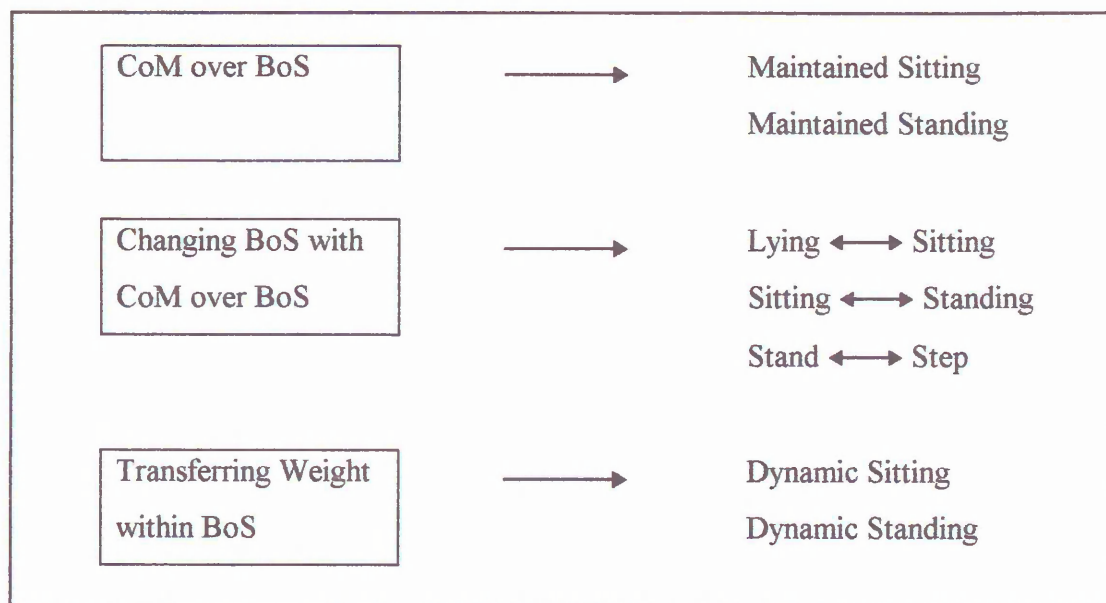 CoM over BoS
Maintained Sitting
Maintained Standing
Changing BoS with
CoM over BoS
Lying ⟷ Sitting
Sitting ⟷ Standing
Stand ⟷ Step
Transferring Weight
within BoS
Dynamic Sitting
Dynamic Standing